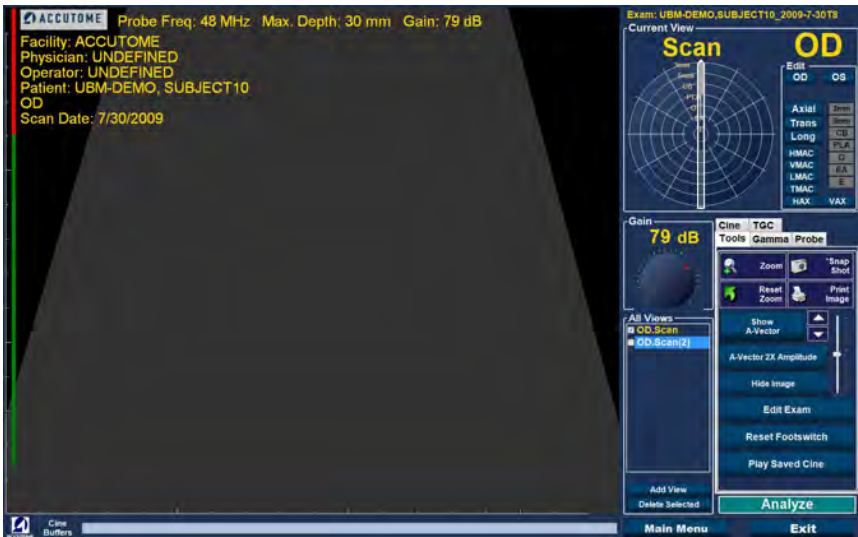 ACCUTOME
Probe Freq: 48 MHz Max. Depth: 30 mm Gain: 79 dB
Facility: ACCUTOME
Physician: UNDEFINED
Operator: UNDEFINED
Patient: UBM-DEMO, SUBJECT10
OD
Scan Date: 7/30/2009
Exam: UBM-DEMO,SUBJECT10_2009-7-30T8
Current View
Scan
OD
Edit
OD OS
Axial
Trans
Long
CB
PLA
HMAC
VMAC
EA
LMAC
E
TMAC
HAX VAX
Gain
79 dB
Cine TGC
Tools Gamma Probe
Zoom
Snap
Shot
Reset
Zoom
Print
Image
All Views
OD.Scan
OD.Scan(2)
Show
A-Vector
A-Vector 2X Amplitude
Hide Image
Edit Exam
Reset Footswitch
Play Saved Cine
Add View
Delete Selected
Analyze
Cine
Buffers
Main Menu
Exit